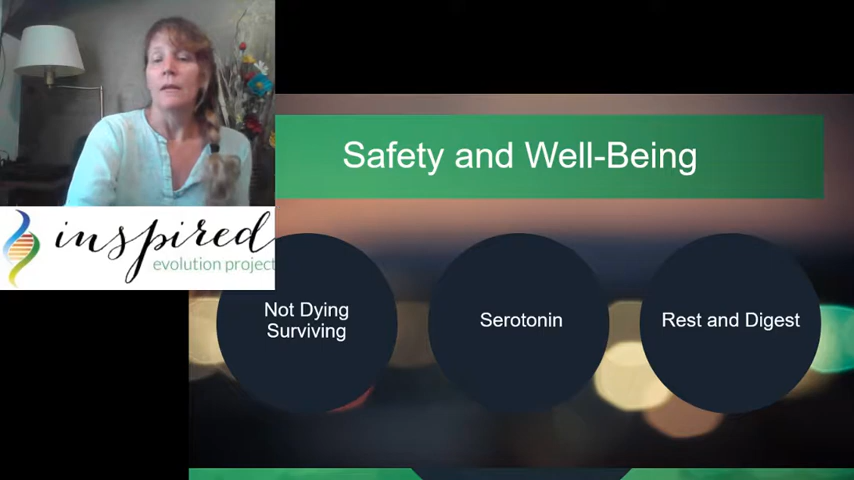 Safety and Well-Being
inspired
evolution project
Not Dying
Surviving
Serotonin
Rest and Digest